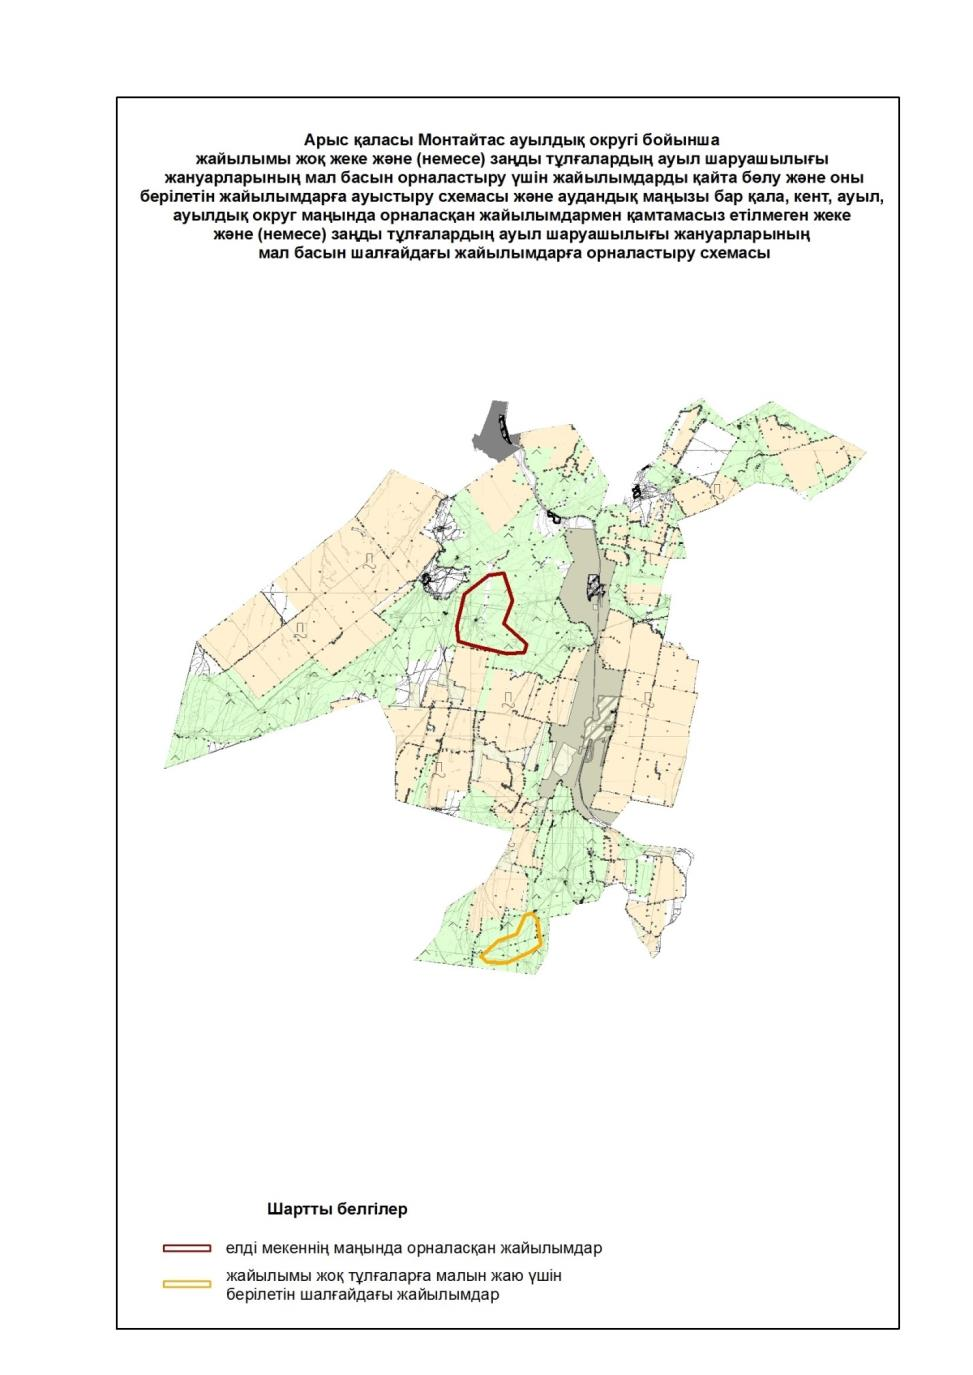 Арыс қаласы Монтайтас ауылдық округі бойынша
жайылымы жоқ жеке және (немесе) заңды тұлғалардың ауыл шаруашылығы
жануарларының мал басын орналастыру үшін жайылымдарды қайта бөлу және оны
берілетін жайылымдарға ауыстыру схемасы және аудандық маңызы бар қала, кент, ауыл,
ауылдық округ маңында орналасқан жайылымдармен қамтамасыз етілмеген жеке
және (немесе) заңды тұлғалардың ауыл шаруашылығы жануарларының
мал басын шалғайдағы жайылымдарға орналастыру схемасы
Шартты белгілер
елді мекеннің маңында орналасқан жайылымдар
жайылымы жоқ тұлғаларға малын жаю үшін
берілетін шалғайдағы жайылымдар